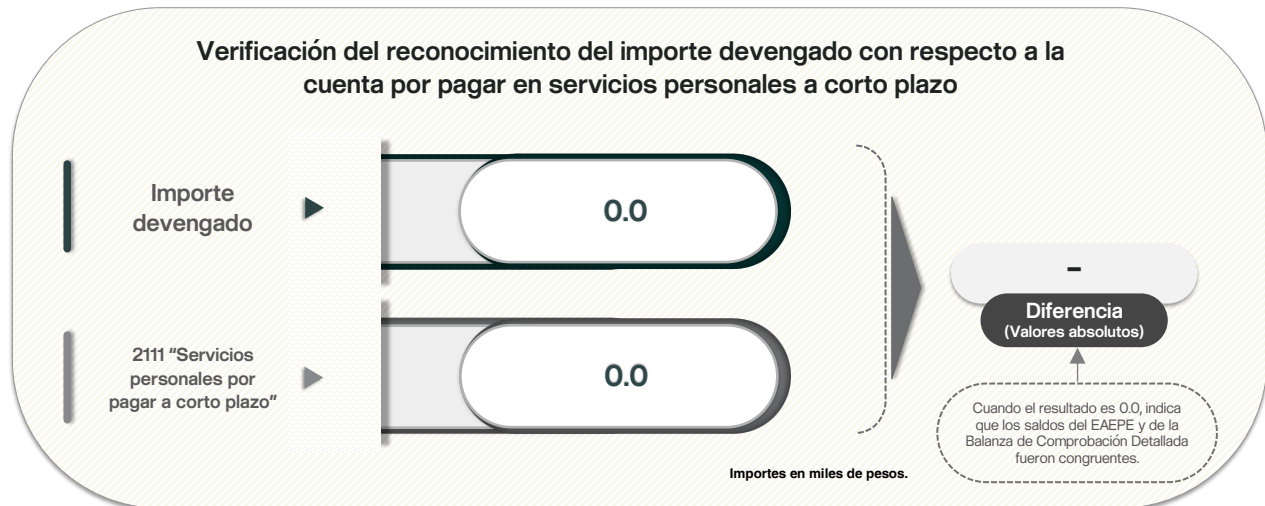 Verificación del reconocimiento del importe devengado con respecto a la
cuenta por pagar en servicios personales a corto plazo
Importe
devengado
0.0
2111 “Servicios
personales por
pagar a corto plazo”
0.0
-
Diferencia
(Valores absolutos)
Cuando el resultado es 0.0, indica
que los saldos del EAEPE y de la
Balanza de Comprobación Detallada
fueron congruentes.
Importes en miles de pesos.